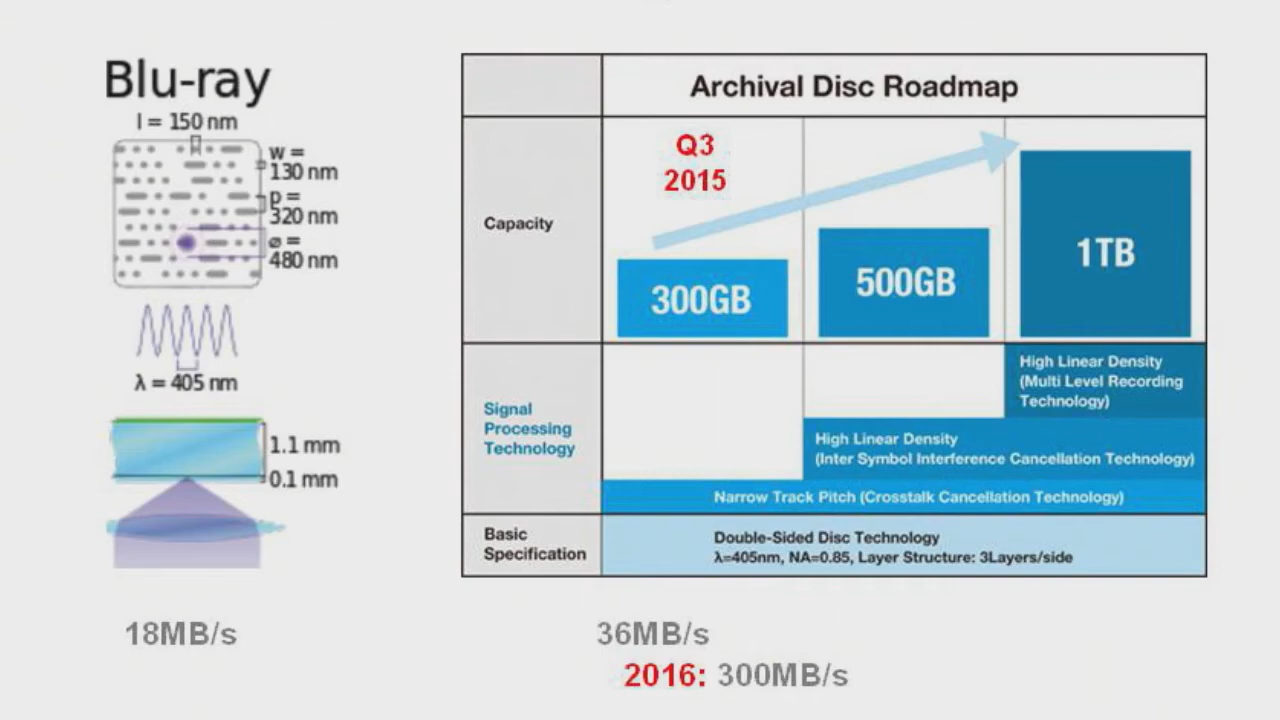 Blu-ray
l = 150 nm
w =
130 nm
p =
320 nm
⌀ =
480 nm
λ = 405 nm
1.1 mm
0.1 mm
18MB/s
Archival Disc Roadmap
Capacity
Q3
2015
300GB
500GB
1TB
Signal
Processing
Technology
High Linear Density
(Multi Level Recording
Technology)
High Linear Density
(Inter Symbol Interference Cancellation Technology)
Narrow Track Pitch (Crosstalk Cancellation Technology)
Basic
Specification
Double-Sided Disc Technology
λ=405nm, NA=0.85, Layer Structure: 3Layers/side
36MB/s
2016: 300MB/s